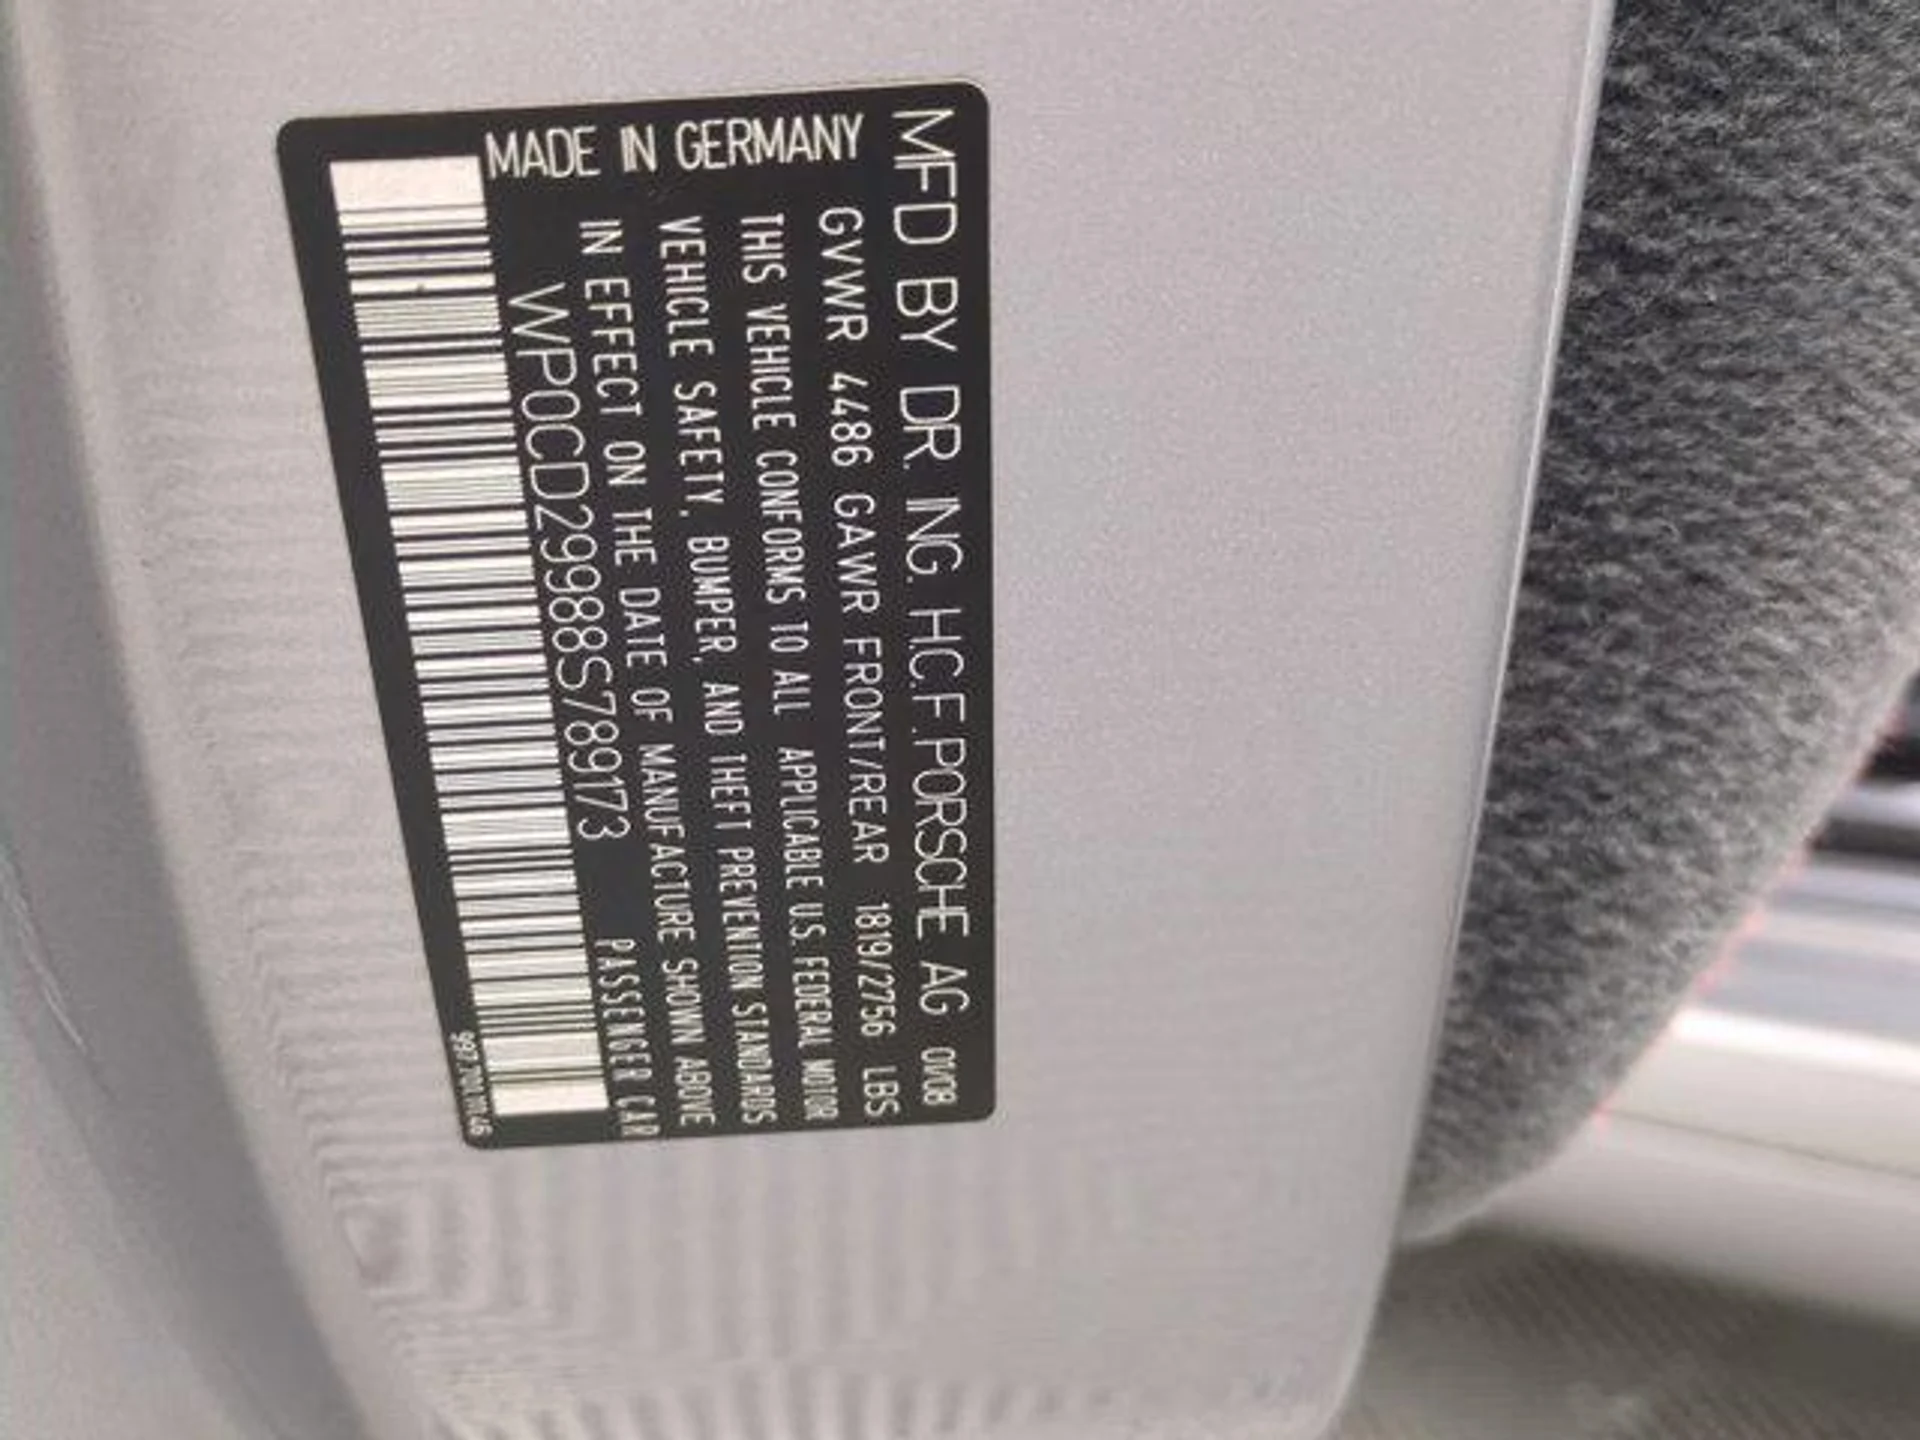 MFD BY DR. ING. H.C.F. PORSCHE AG 01/08
GVWR 4486 GAWR FRONT/REAR 1819/2756 LBS
THIS VEHICLE CONFORMS TO ALL APPLICABLE U.S. FEDERAL MOTOR
VEHICLE SAFETY, BUMPER, AND THEFT PREVENTION STANDARDS
IN EFFECT ON THE DATE OF MANUFACTURE SHOWN ABOVE
WP0CD29988S789173 PASSENGER CAR
MADE IN GERMANY
997